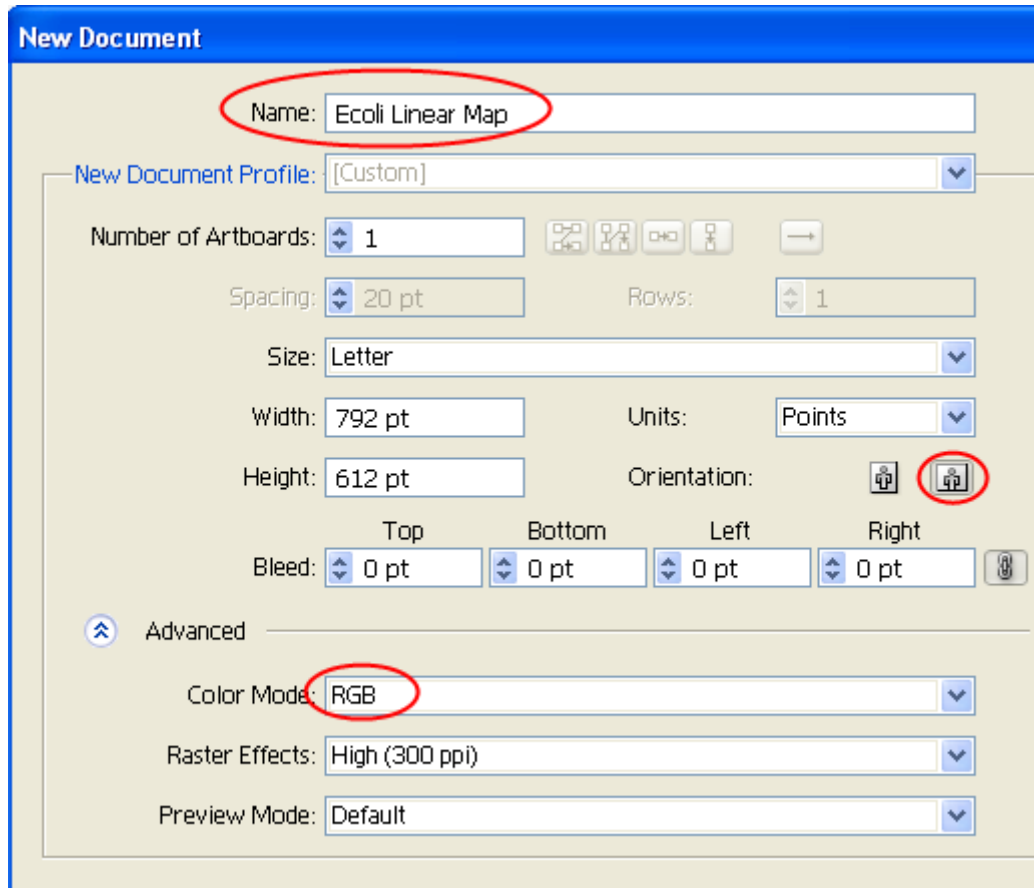 New Document
Name: Ecoli Linear Map
New Document Profile: [Custom]
Number of Artboards: 1
Spacing: 20 pt Rows: 1
Size: Letter
Width: 792 pt Units: Points
Height: 612 pt Orientation:
Top Bottom Left Right
Bleed: 0 pt 0 pt 0 pt 0 pt
Advanced
Color Mode: RGB
Raster Effects: High (300 ppi)
Preview Mode: Default